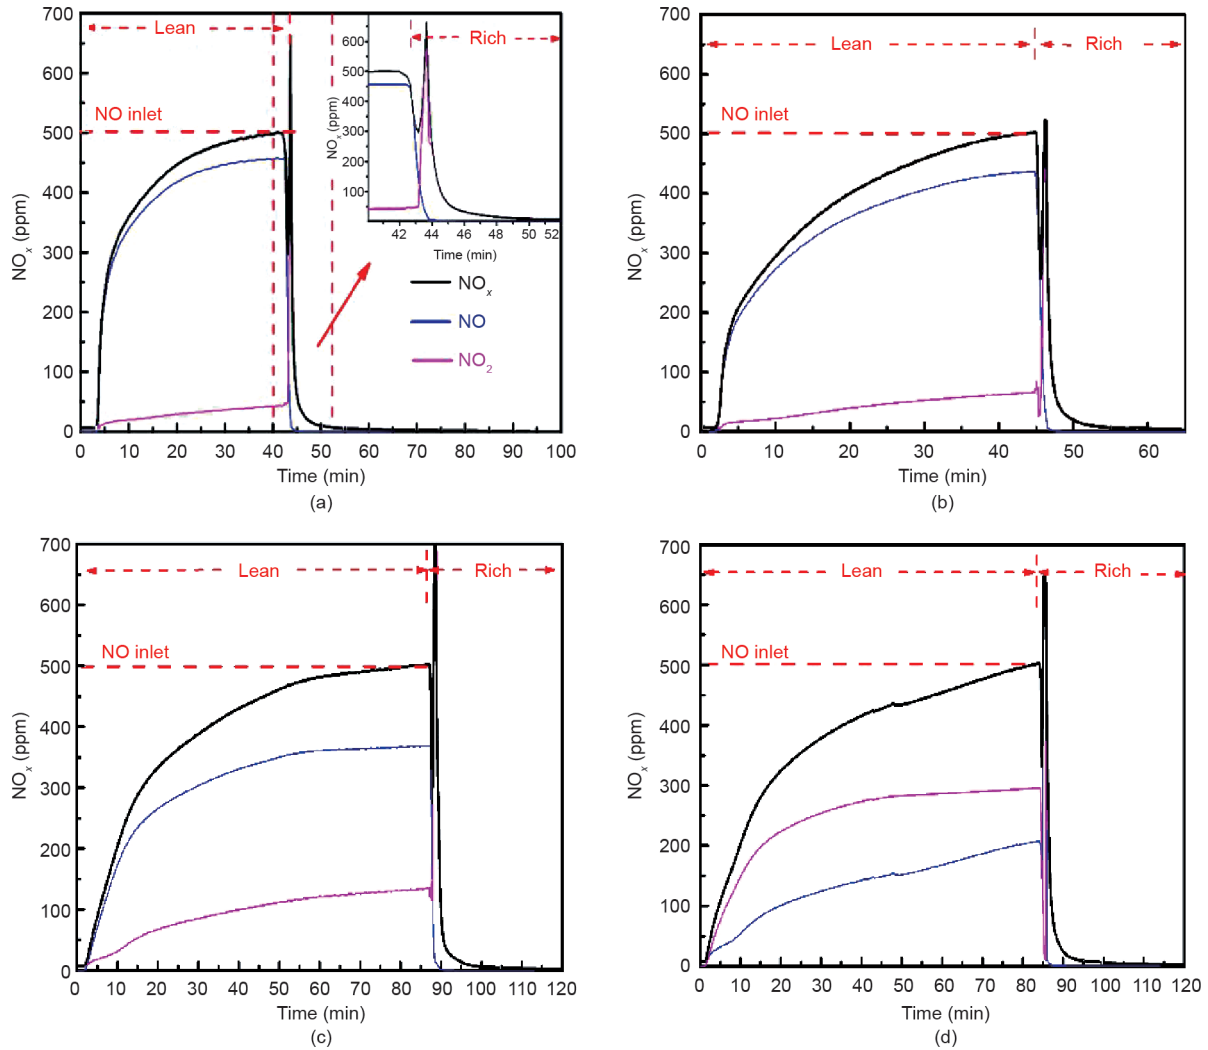 700
600
500
400
300
200
100
0
NOx (ppm)
Lean
NO inlet
0 10 20 30 40 50 60 70 80 90 100
Time (min)
(a)
600
500
400
300
200
100
NOx (ppm)
Rich
42 44 46 48 50 52
Time (min)
NOx
NO
NO2
700
600
500
400
300
200
100
0
NOx (ppm)
Lean
Rich
NO inlet
0 10 20 30 40 50 60
Time (min)
(b)
700
600
500
400
300
200
100
0
NOx (ppm)
Lean
Rich
NO inlet
0 10 20 30 40 50 60 70 80 90 100 110 120
Time (min)
(c)
700
600
500
400
300
200
100
0
NOx (ppm)
Lean
Rich
NO inlet
0 10 20 30 40 50 60 70 80 90 100 110 120
Time (min)
(d)